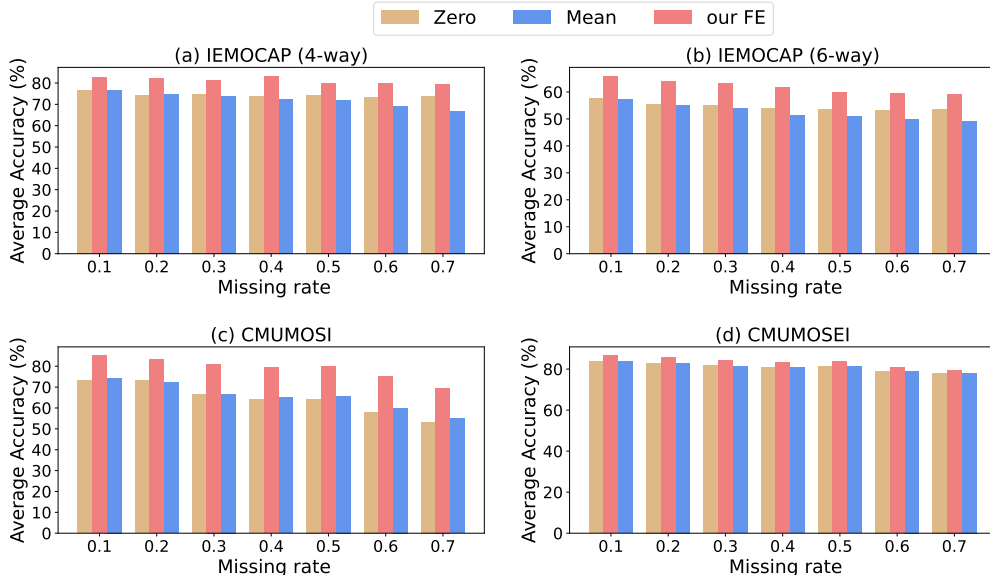 Zero Mean our FE
(a) IEMOCAP (4-way)
Average Accuracy (%)
80
70
60
50
40
30
20
10
0
0.1 0.2 0.3 0.4 0.5 0.6 0.7
Missing rate
(b) IEMOCAP (6-way)
Average Accuracy (%)
60
50
40
30
20
10
0
0.1 0.2 0.3 0.4 0.5 0.6 0.7
Missing rate
(c) CMUMOSI
Average Accuracy (%)
80
70
60
50
40
30
20
10
0
0.1 0.2 0.3 0.4 0.5 0.6 0.7
Missing rate
(d) CMUMOSEI
Average Accuracy (%)
80
60
40
20
0
0.1 0.2 0.3 0.4 0.5 0.6 0.7
Missing rate